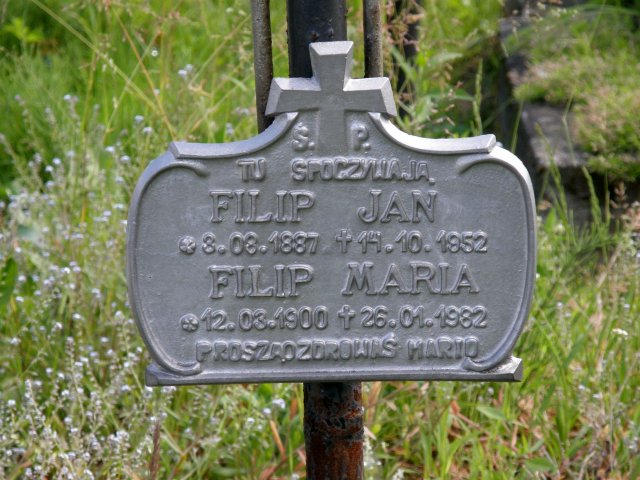 Ś. P.
TU SPOCZYWAJĄ
FILIP JAN
* 8.08.1887 † 14.10.1952
FILIP MARIA
* 12.03.1900 † 26.01.1982
PROSZĄ ZDROWAŚ MARIO